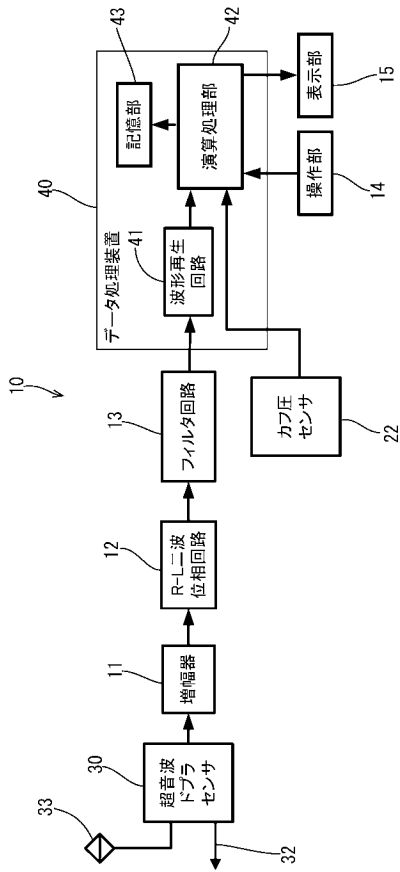 10
33
30
超音波
ドプラ
センサ
32
11
増幅器
12
R-L二波
位相回路
13
フィルタ回路
40
データ処理装置
41
波形再生
回路
43
記憶部
42
演算処理部
カフ圧
センサ
22
操作部
14
表示部
15